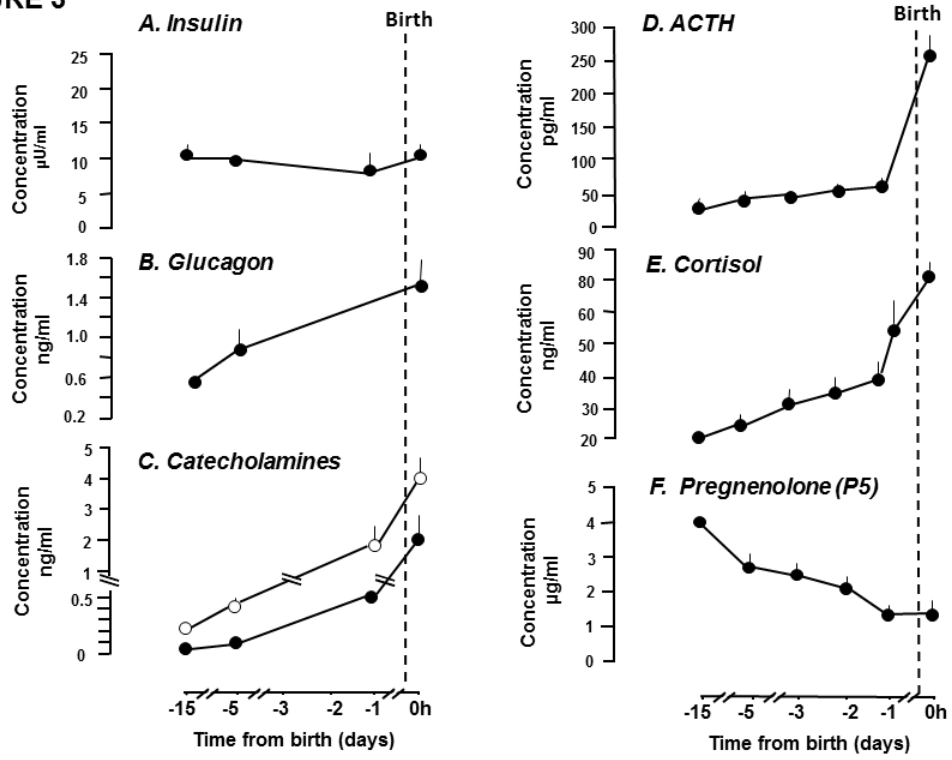 A. Insulin
Birth
Concentration
µU/ml
25
20
15
10
5
0
B. Glucagon
Concentration
ng/ml
1.8
1.4
1.0
0.6
0.2
C. Catecholamines
Concentration
ng/ml
5
4
3
2
1
0.5
0
-15 -5 -3 -2 -1 0h
Time from birth (days)
D. ACTH
Birth
Concentration
pg/ml
300
250
200
150
100
50
0
E. Cortisol
Concentration
ng/ml
90
80
60
50
40
30
20
F. Pregnenolone (P5)
Concentration
µg/ml
5
4
3
2
1
0
-15 -5 -3 -2 -1 0h
Time from birth (days)